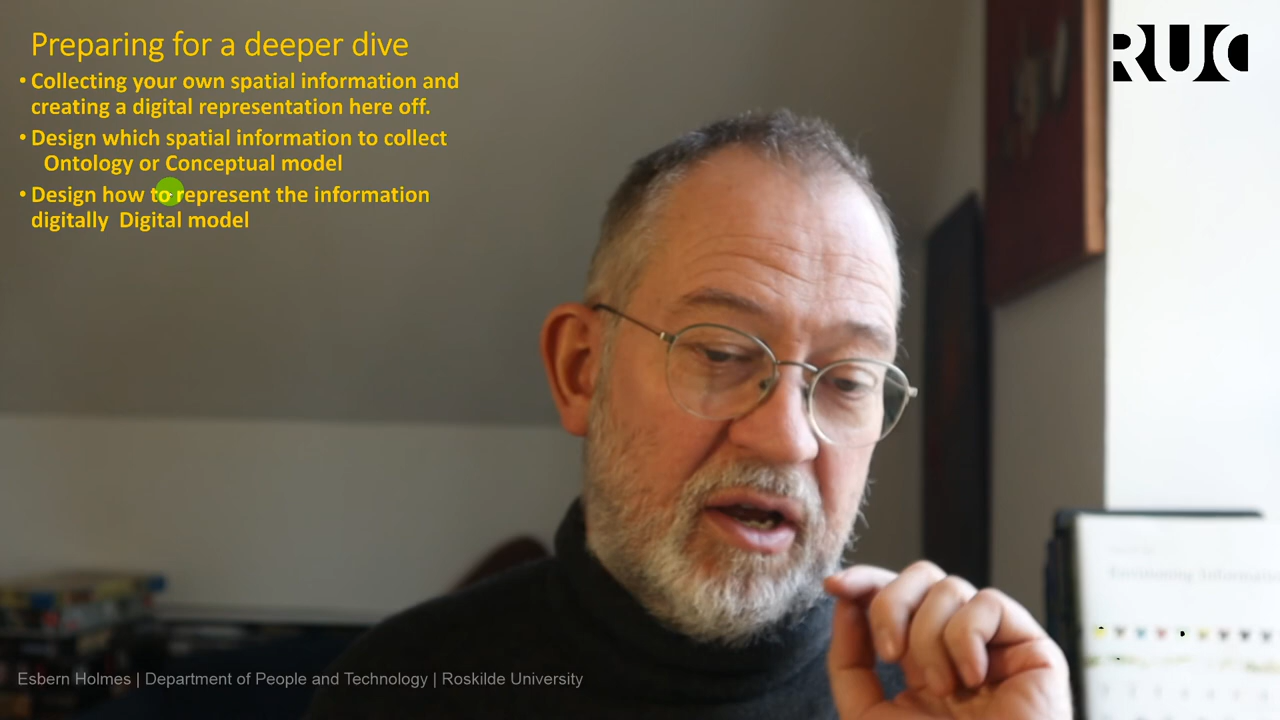 Preparing for a deeper dive
RUC
• Collecting your own spatial information and
creating a digital representation here off.
• Design which spatial information to collect
Ontology or Conceptual model
• Design how to represent the information
digitally Digital model
Esbern Holmes | Department of People and Technology | Roskilde University